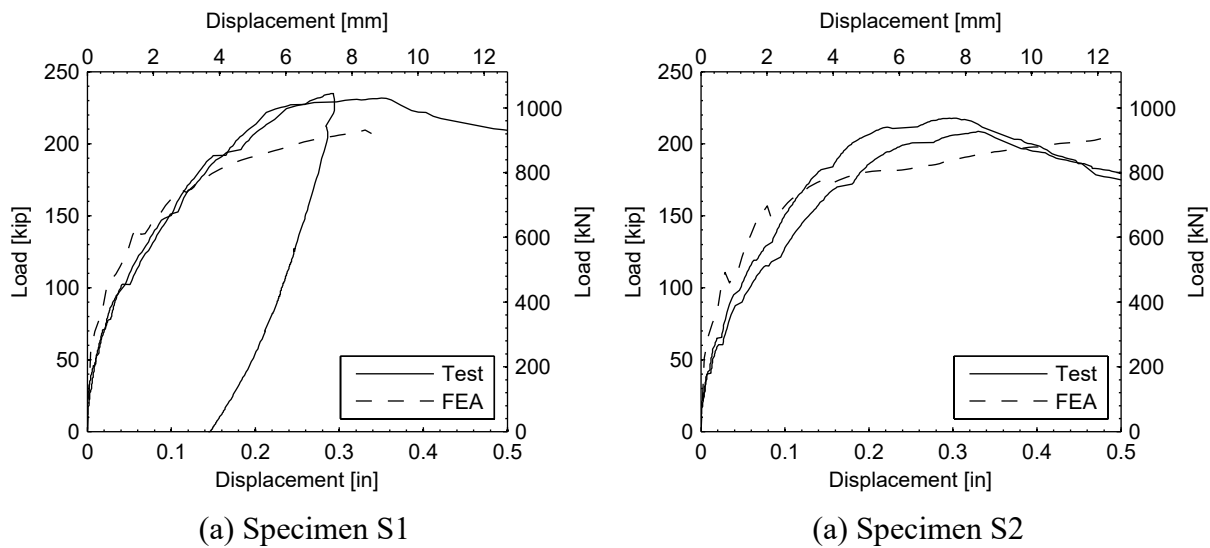 Displacement [mm]
0 2 4 6 8 10 12
250
200
150
100
50
0
Load [kip]
1000
800
600
400
200
0
Load [kN]
Test
FEA
0 0.1 0.2 0.3 0.4 0.5
Displacement [in]
(a) Specimen S1
Displacement [mm]
0 2 4 6 8 10 12
250
200
150
100
50
0
Load [kip]
1000
800
600
400
200
0
Load [kN]
Test
FEA
0 0.1 0.2 0.3 0.4 0.5
Displacement [in]
(a) Specimen S2